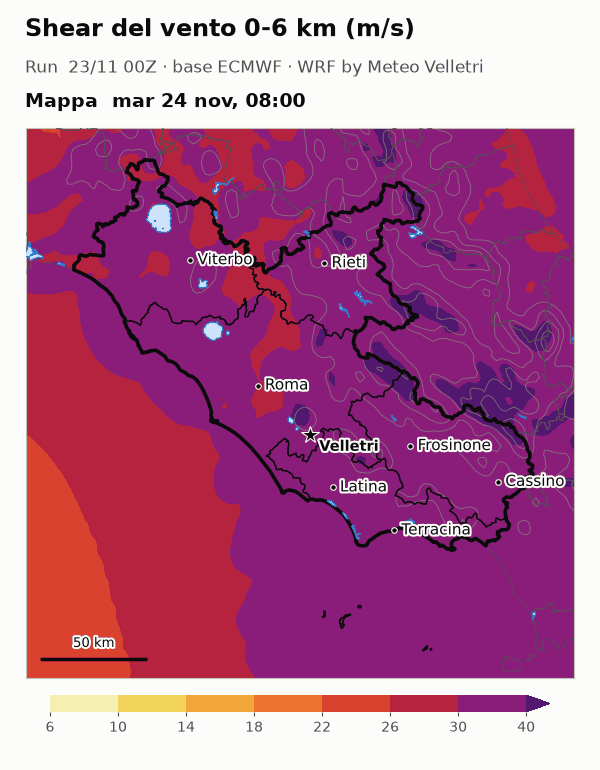 Shear del vento 0-6 km (m/s)
Run  23/11 00Z · base ECMWF · WRF by Meteo Velletri
Mappa  mar 24 nov, 08:00
Viterbo
Rieti
Roma
Velletri
Frosinone
Latina
Cassino
Terracina
50 km
6 10 14 18 22 26 30 40